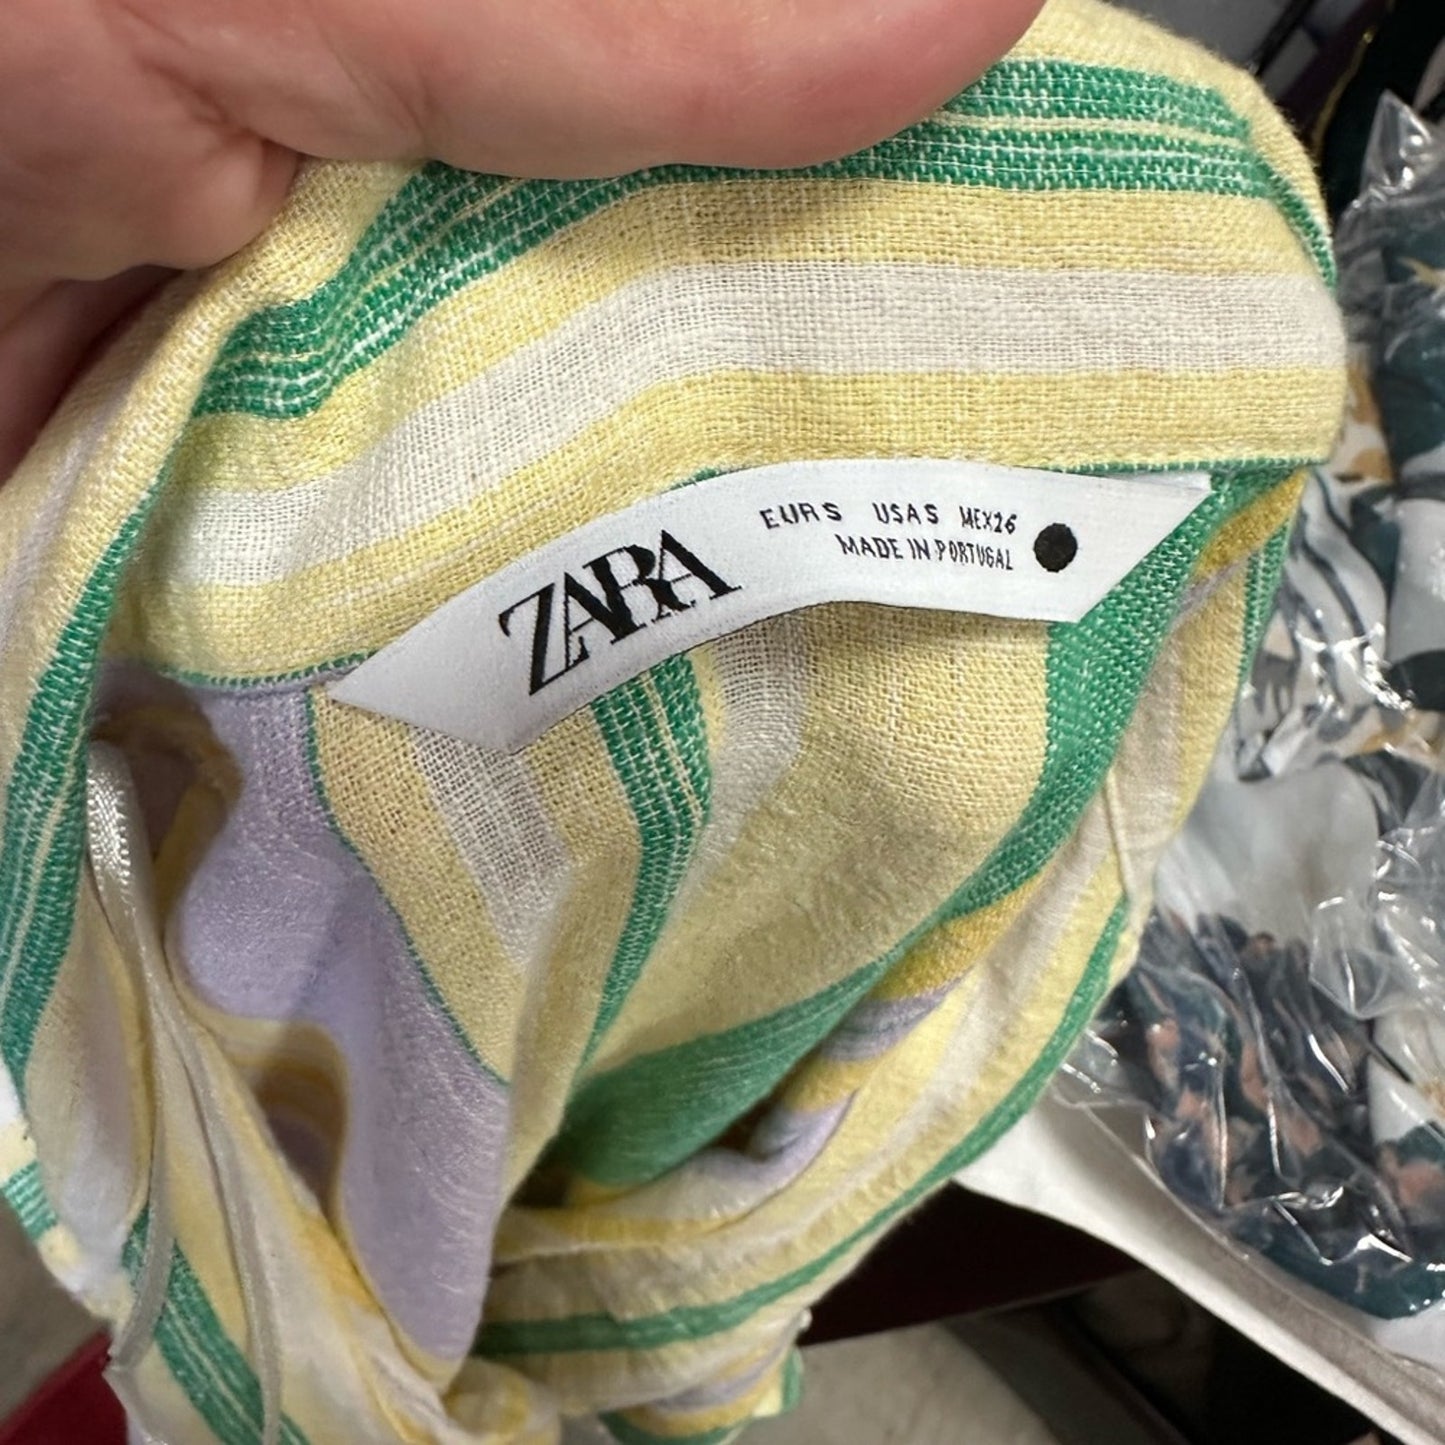 ZARA
EUR S USA S MEX 26
MADE IN PORTUGAL